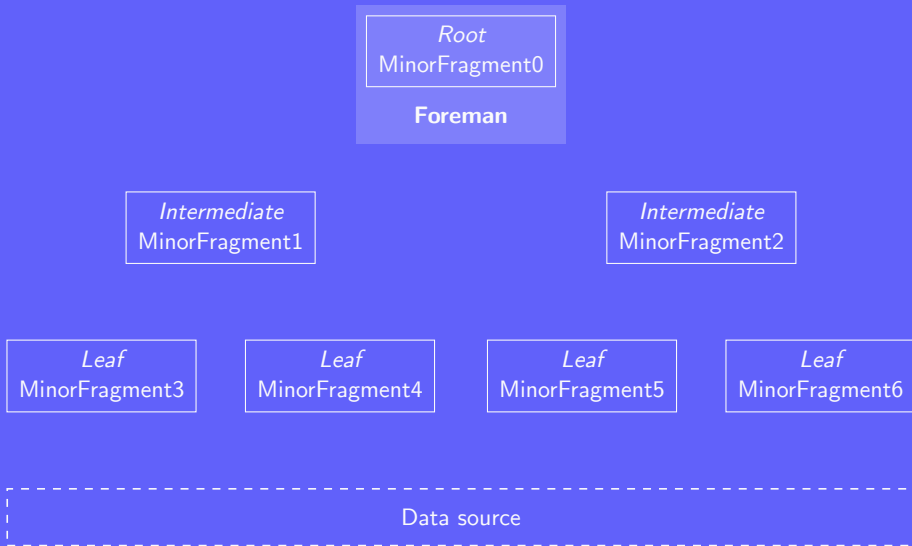 Root
MinorFragment0
Foreman
Intermediate
MinorFragment1
Intermediate
MinorFragment2
Leaf
MinorFragment3
Leaf
MinorFragment4
Leaf
MinorFragment5
Leaf
MinorFragment6
Data source